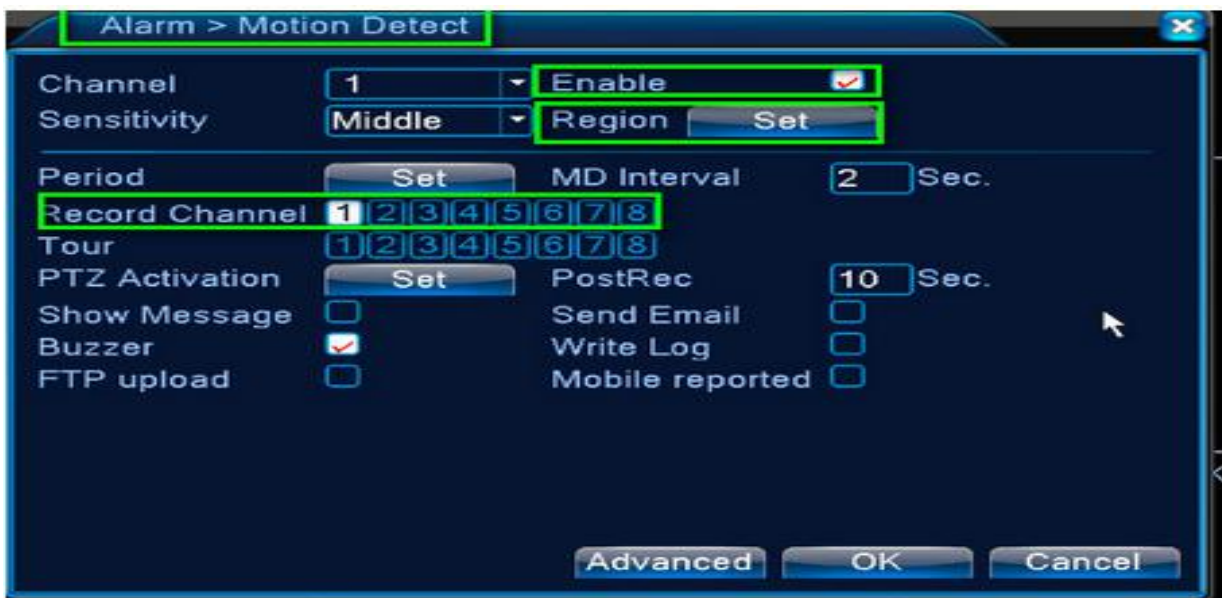 Alarm > Motion Detect
Channel 1 Enable
Sensitivity Middle Region Set
Period Set MD Interval 2 Sec.
Record Channel 1 2 3 4 5 6 7 8
Tour 1 2 3 4 5 6 7 8
PTZ Activation Set PostRec 10 Sec.
Show Message Send Email
Buzzer Write Log
FTP upload Mobile reported
Advanced OK Cancel